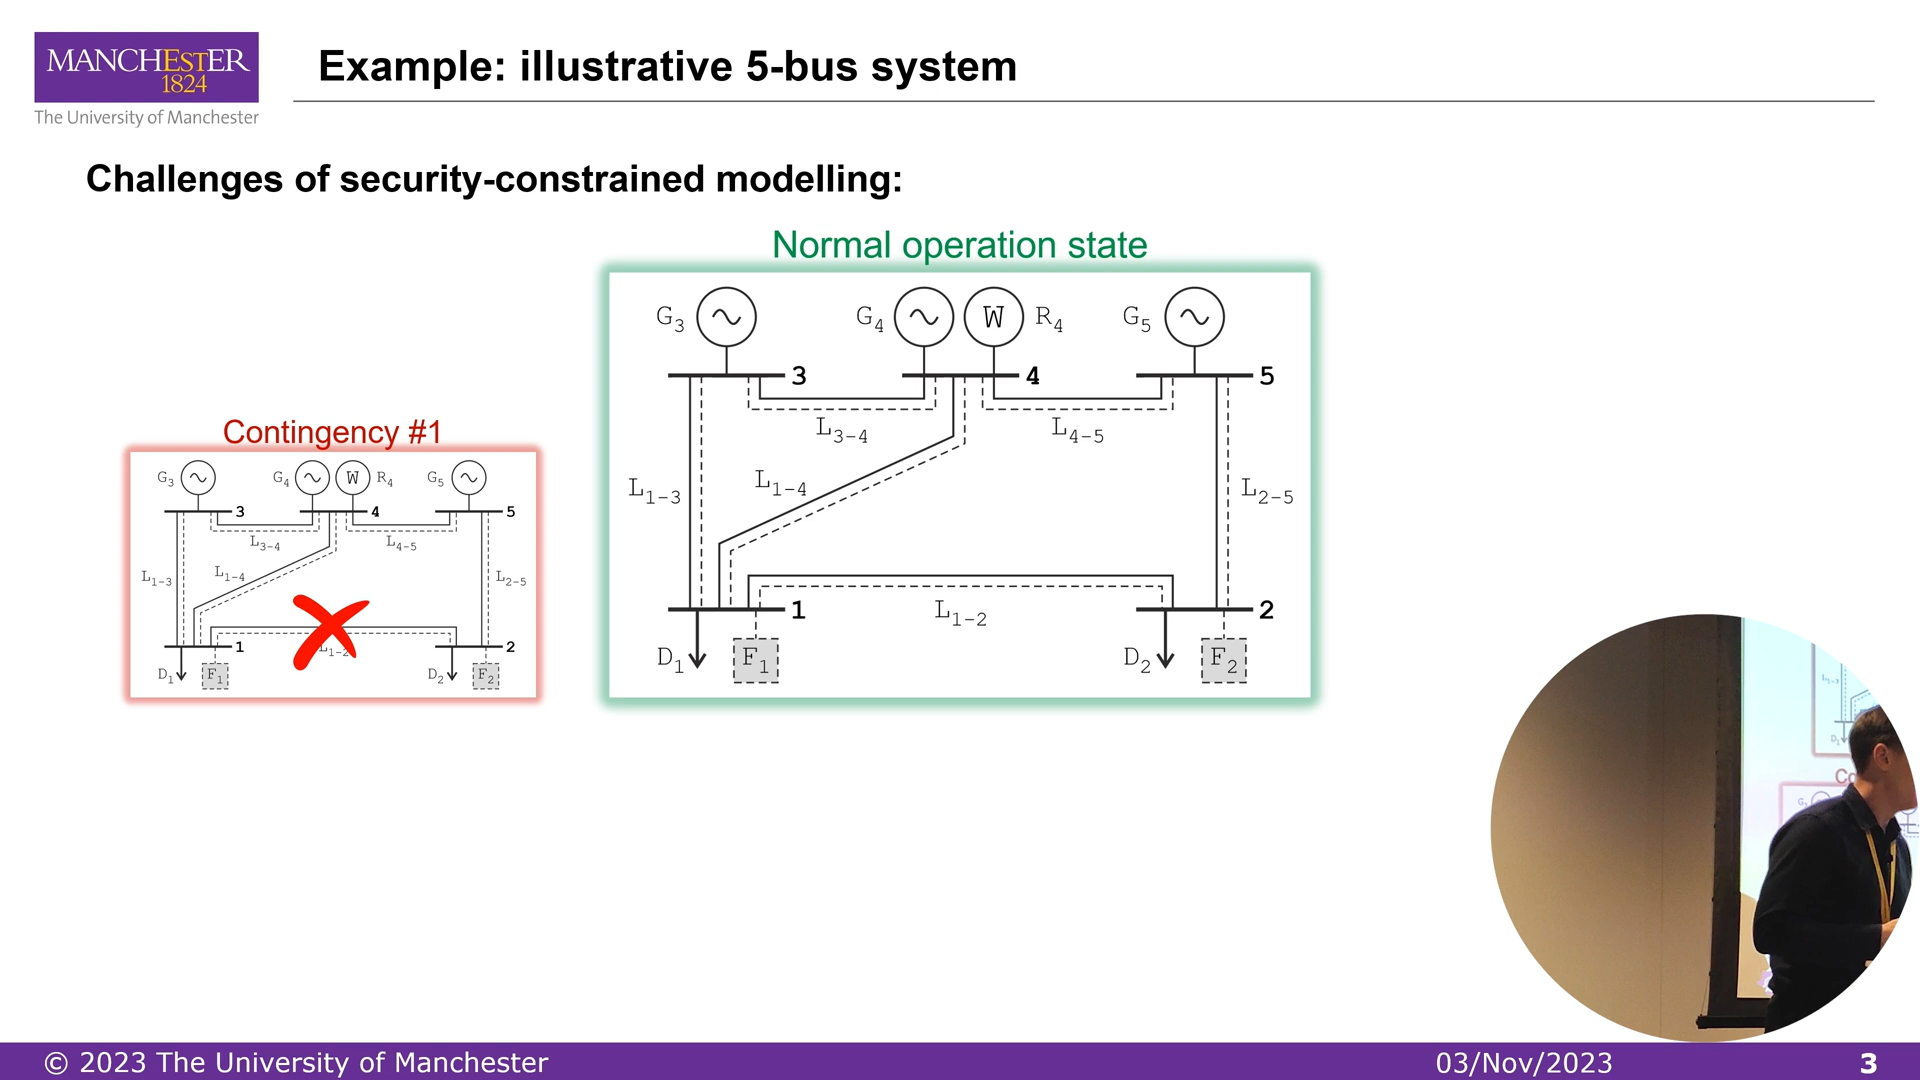 MANCHESTER
1824
The University of Manchester
Example: illustrative 5-bus system
Challenges of security-constrained modelling:
Normal operation state
G3
G4
W
R4
G5
3
4
5
L3-4
L4-5
L1-3
L1-4
L2-5
1
L1-2
2
D1
F1
D2
F2
Contingency #1
G3
G4
W
R4
G5
3
4
5
L3-4
L4-5
L1-3
L1-4
L2-5
1
L1-2
2
D1
F1
D2
F2
L1-3
D1
Co
G
© 2023 The University of Manchester
03/Nov/2023
3